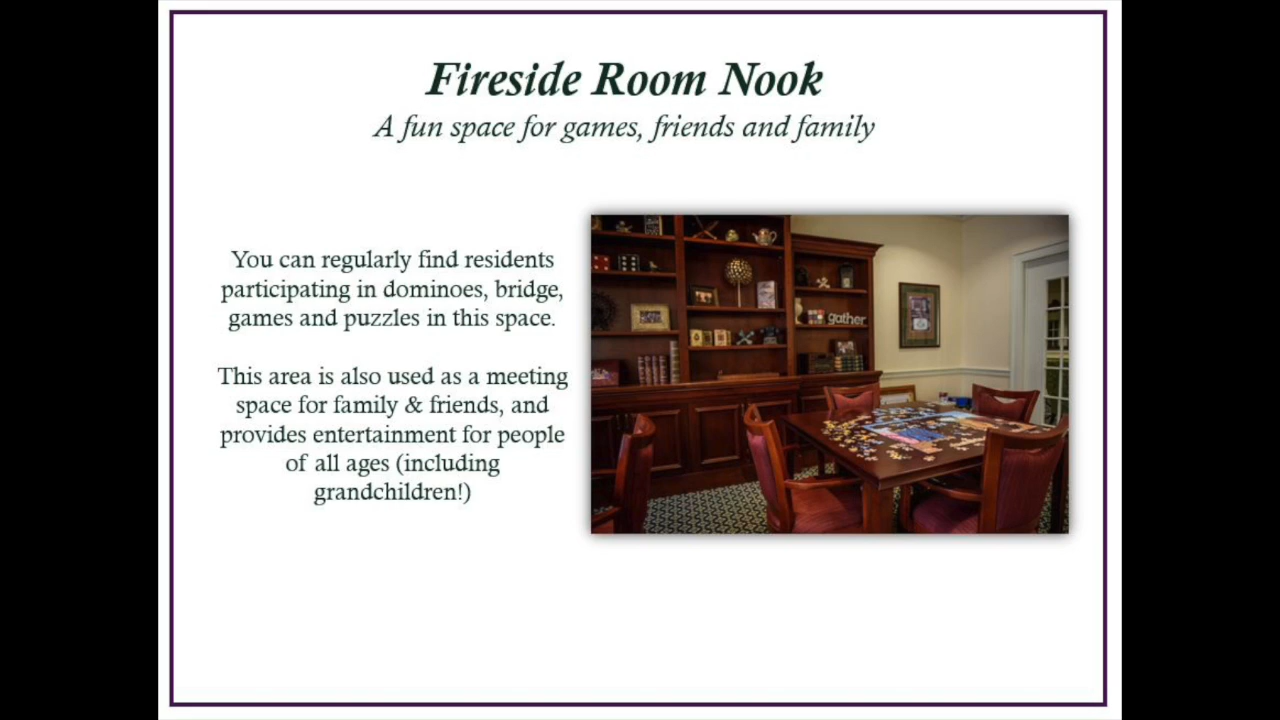 Fireside Room Nook
A fun space for games, friends and family
You can regularly find residents
participating in dominoes, bridge,
games and puzzles in this space.
This area is also used as a meeting
space for family & friends, and
provides entertainment for people
of all ages (including
grandchildren!)
gather